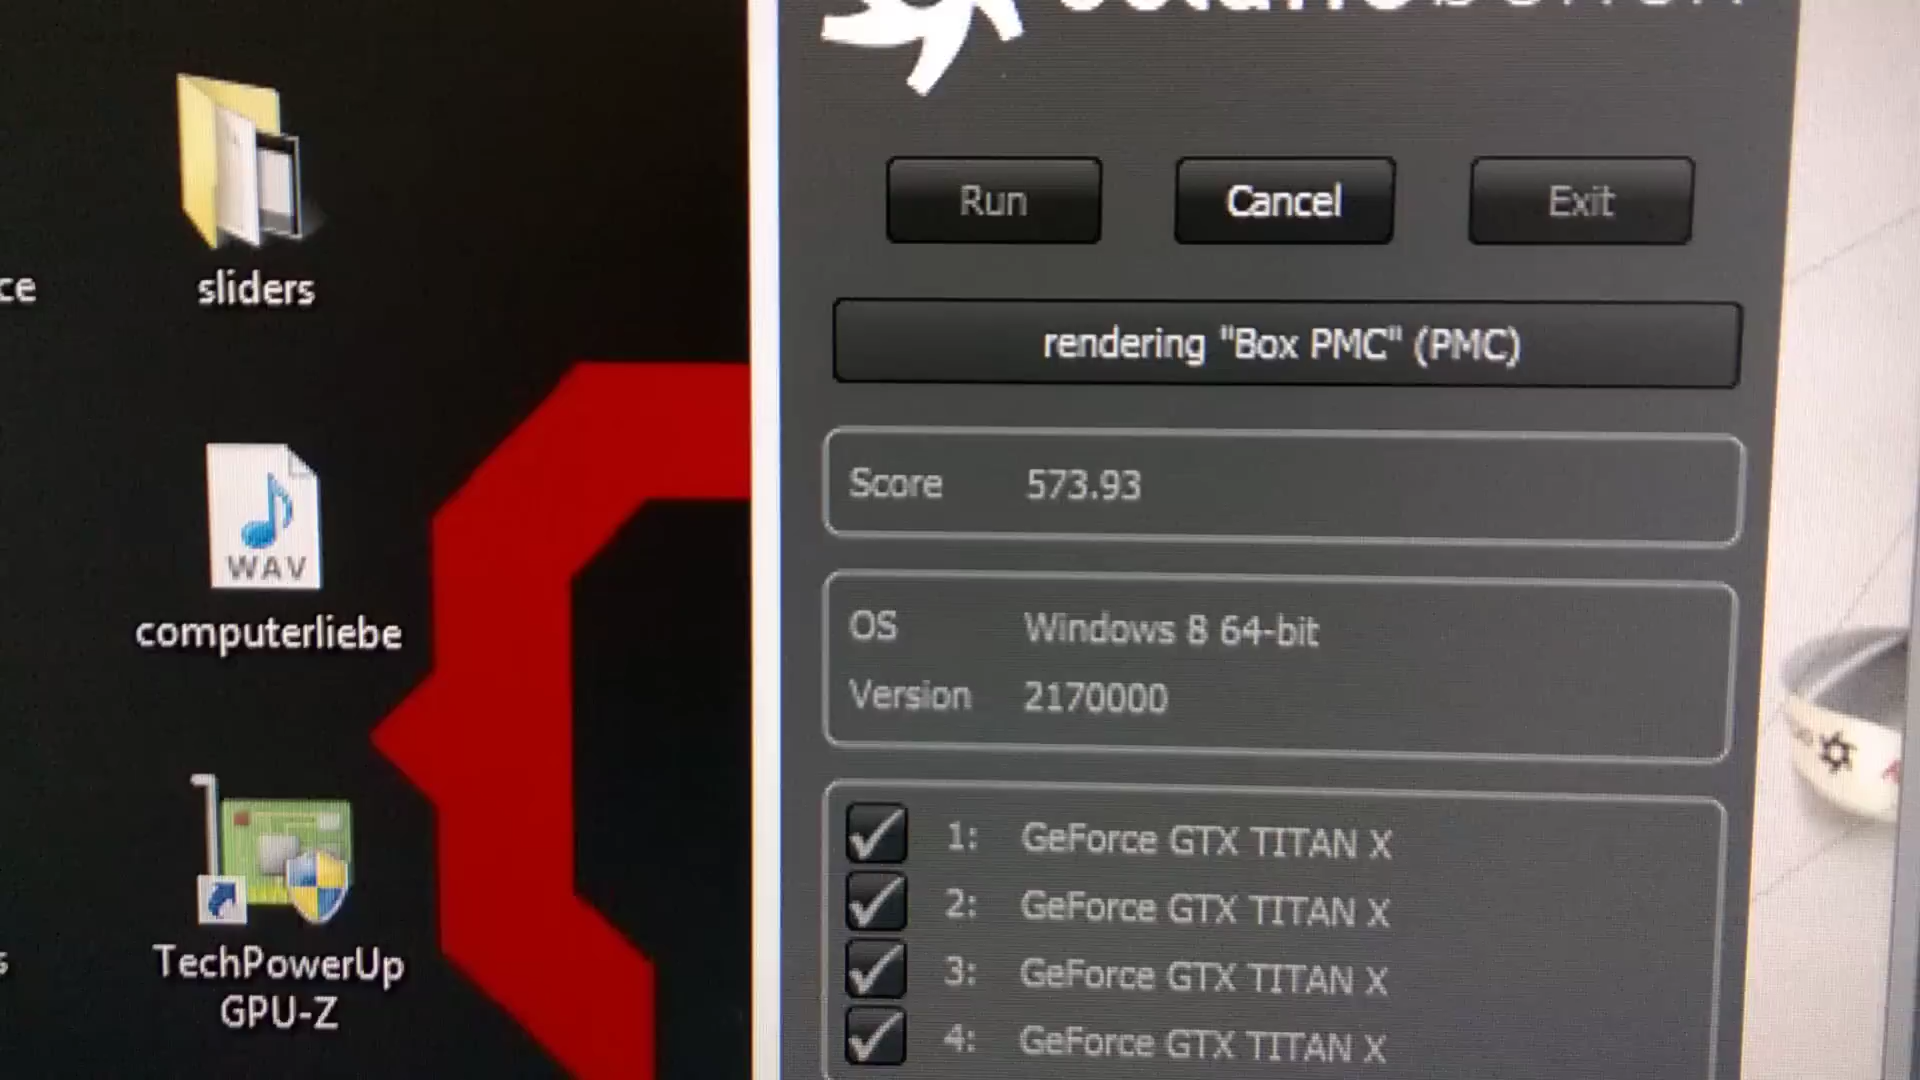 sliders
computerliebe
WAV
TechPowerUp
GPU-Z
Run
Cancel
Exit
rendering "Box PMC" (PMC)
Score 573.93
OS Windows 8 64-bit
Version 2170000
1: GeForce GTX TITAN X
2: GeForce GTX TITAN X
3: GeForce GTX TITAN X
4: GeForce GTX TITAN X